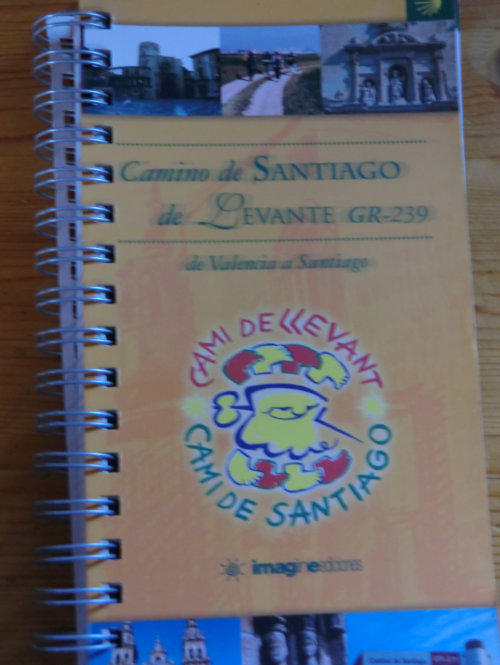 Camino de SANTIAGO
de LEVANTE GR-239
de Valencia a Santiago
CAMI DE LLEVANT
CAMI DE SANTIAGO
imagineediciones